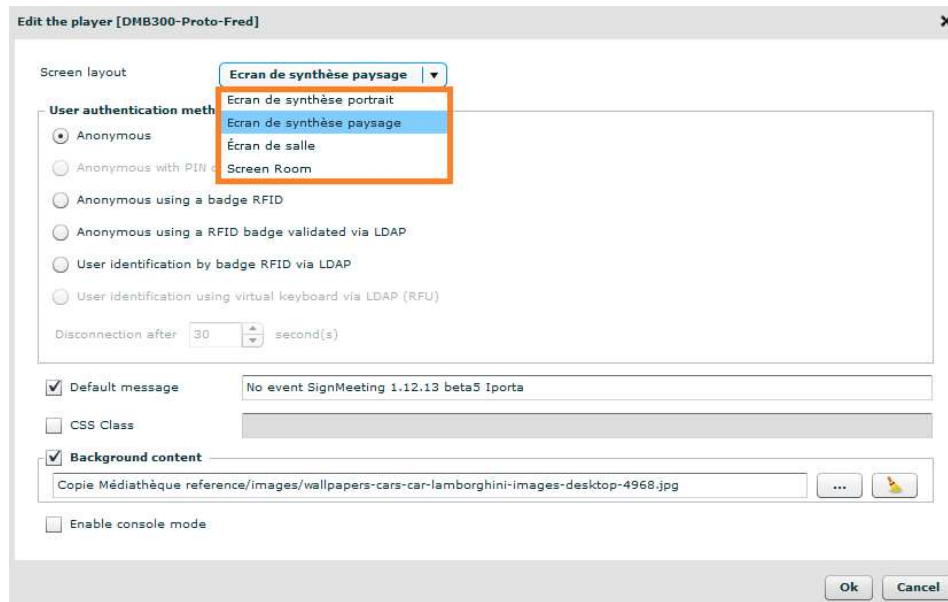 Edit the player [DMB300-Proto-Fred]
Screen layout
Ecran de synthèse paysage
Ecran de synthèse portrait
Ecran de synthèse paysage
Écran de salle
Screen Room
User authentication meth
Anonymous
Anonymous with PIN
Anonymous using a badge RFID
Anonymous using a RFID badge validated via LDAP
User identification by badge RFID via LDAP
User identification using virtual keyboard via LDAP (RFU)
Disconnection after 30 second(s)
Default message No event SignMeeting 1.12.13 beta5 Iporta
CSS Class
Background content
Copie Médiathèque reference/images/wallpapers-cars-car-lamborghini-images-desktop-4968.jpg ...
Enable console mode
Ok Cancel